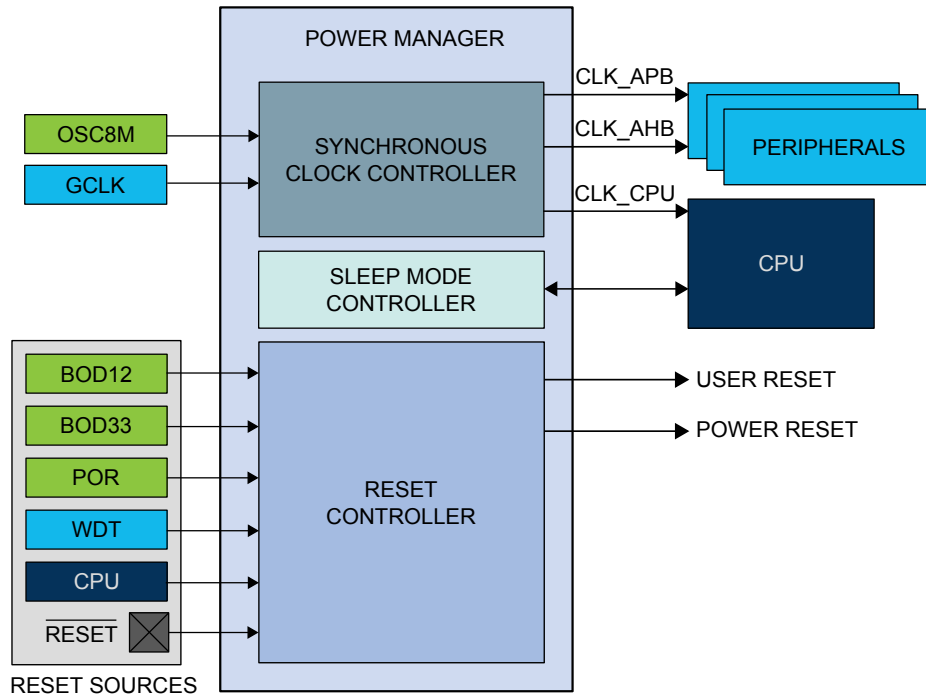 POWER MANAGER
OSC8M
GCLK
SYNCHRONOUS
CLOCK CONTROLLER
CLK_APB
CLK_AHB
CLK_CPU
PERIPHERALS
CPU
SLEEP MODE
CONTROLLER
BOD12
BOD33
POR
WDT
CPU
RESET
RESET SOURCES
RESET
CONTROLLER
USER RESET
POWER RESET